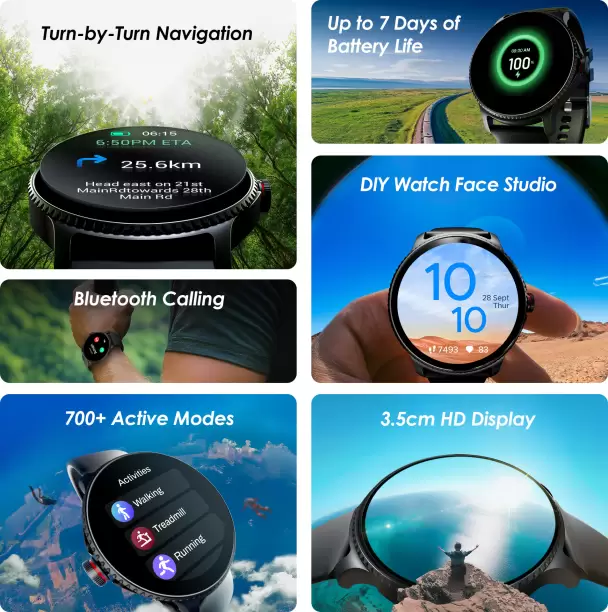 Turn-by-Turn Navigation
06:15
6:50PM ETA
25.6km
Head east on 21st
MainRdtowards 28th
Main Rd
Up to 7 Days of
Battery Life
100%
DIY Watch Face Studio
10
28 Sept
Thur
10
7493 83
Bluetooth Calling
700+ Active Modes
Activities
Walking
Treadmill
Running
3.5cm HD Display